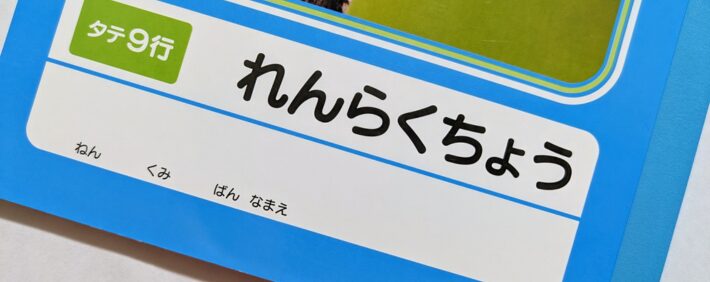 タテ9行
れんらくちょう
ねん くみ ばん なまえ